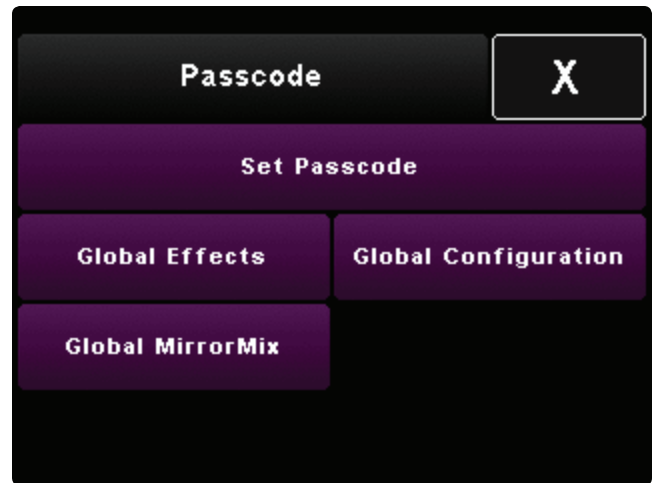 Passcode
X
Set Passcode
Global Effects
Global Configuration
Global MirrorMix